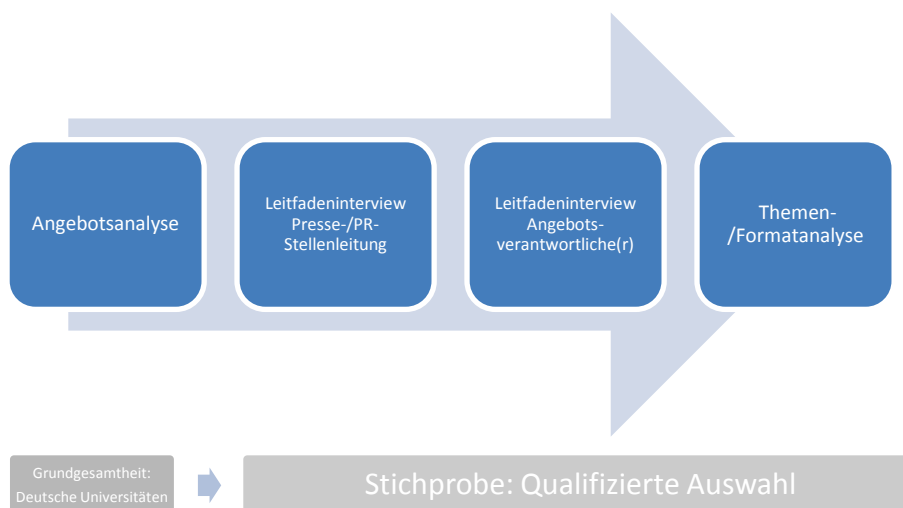 Angebotsanalyse
Leitfadeninterview
Presse-/PR-
Stellenleitung
Leitfadeninterview
Angebots-
verantwortliche(r)
Themen-
/Formatanalyse
Grundgesamtheit:
Deutsche Universitäten
Stichprobe: Qualifizierte Auswahl